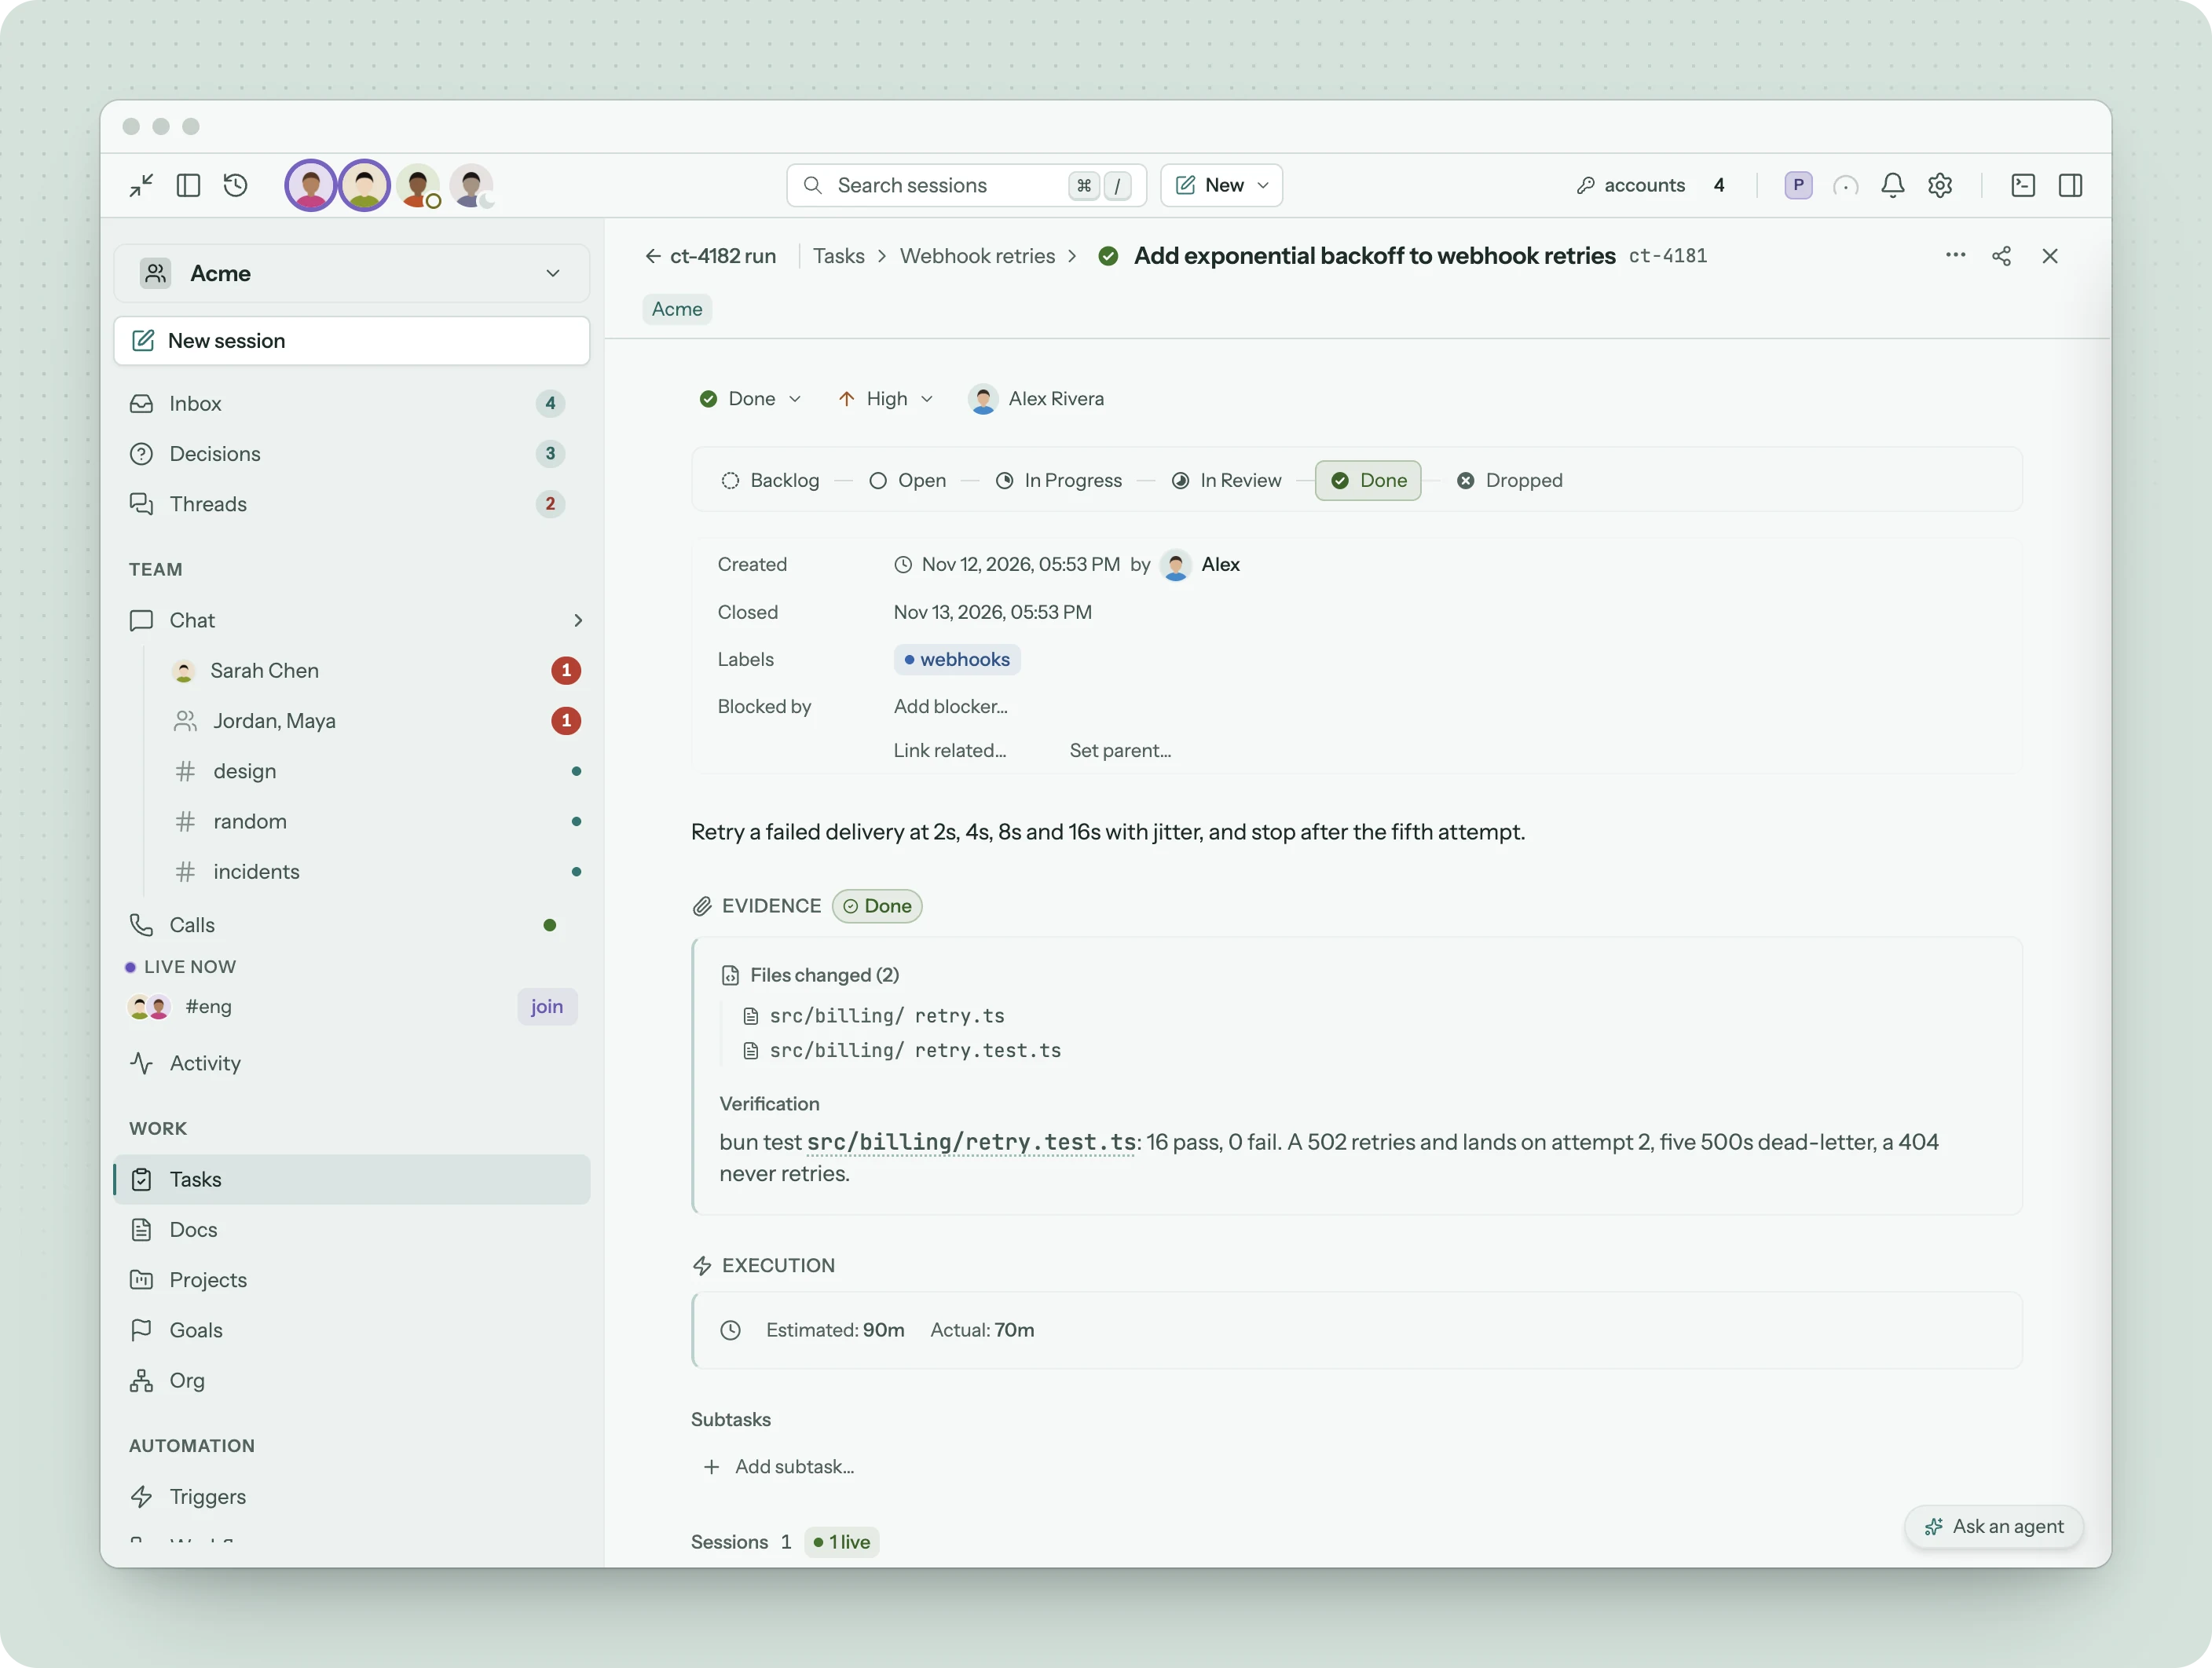 Search sessions ⌘ / New accounts 4 P
Acme
New session
Inbox 4
Decisions 3
Threads 2
TEAM
Chat
Sarah Chen 1
Jordan, Maya 1
design
random
incidents
Calls
LIVE NOW
#eng join
Activity
WORK
Tasks
Docs
Projects
Goals
Org
AUTOMATION
Triggers
ct-4182 run Tasks Webhook retries Add exponential backoff to webhook retries ct-4181
Acme
Done High Alex Rivera
Backlog Open In Progress In Review Done Dropped
Created Nov 12, 2026, 05:53 PM by Alex
Closed Nov 13, 2026, 05:53 PM
Labels webhooks
Blocked by Add blocker...
Link related... Set parent...
Retry a failed delivery at 2s, 4s, 8s and 16s with jitter, and stop after the fifth attempt.
EVIDENCE Done
Files changed (2)
src/billing/ retry.ts
src/billing/ retry.test.ts
Verification
bun test src/billing/retry.test.ts: 16 pass, 0 fail. A 502 retries and lands on attempt 2, five 500s dead-letter, a 404
never retries.
EXECUTION
Estimated: 90m Actual: 70m
Subtasks
Add subtask...
Sessions 1 1 live
Ask an agent